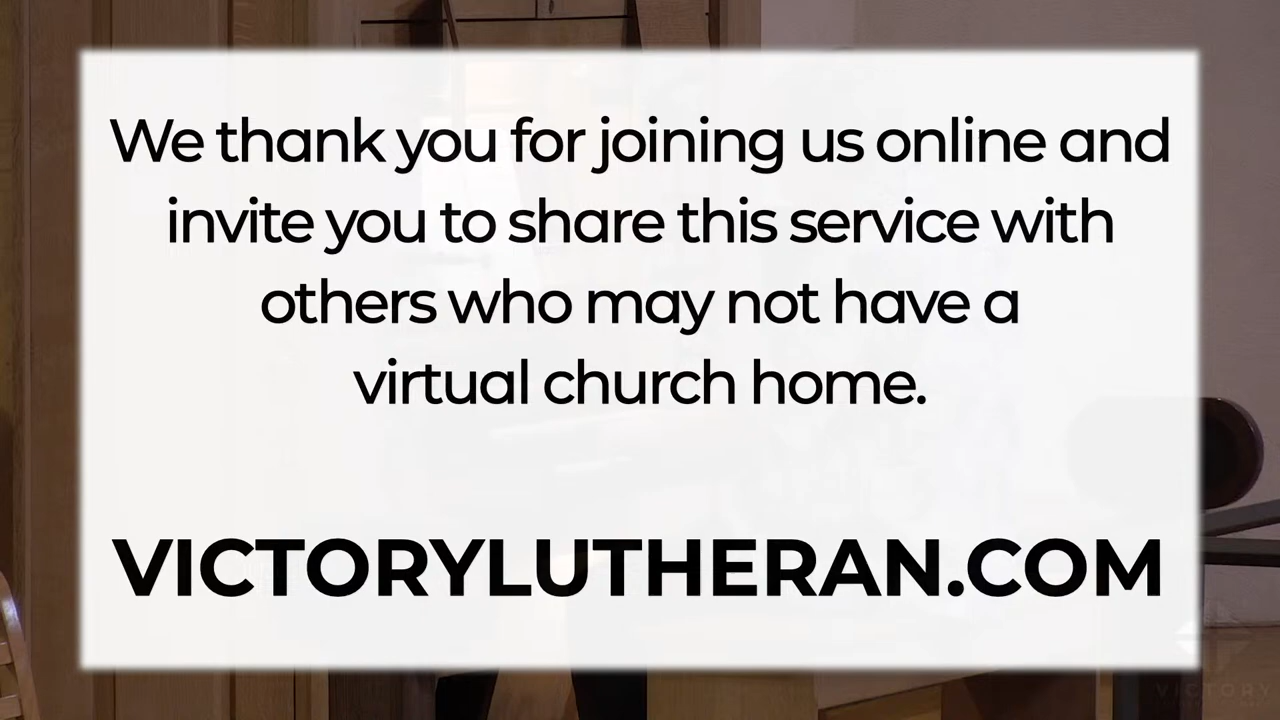 We thank you for joining us online and
invite you to share this service with
others who may not have a
virtual church home.
VICTORYLUTHERAN.COM
VICTORY